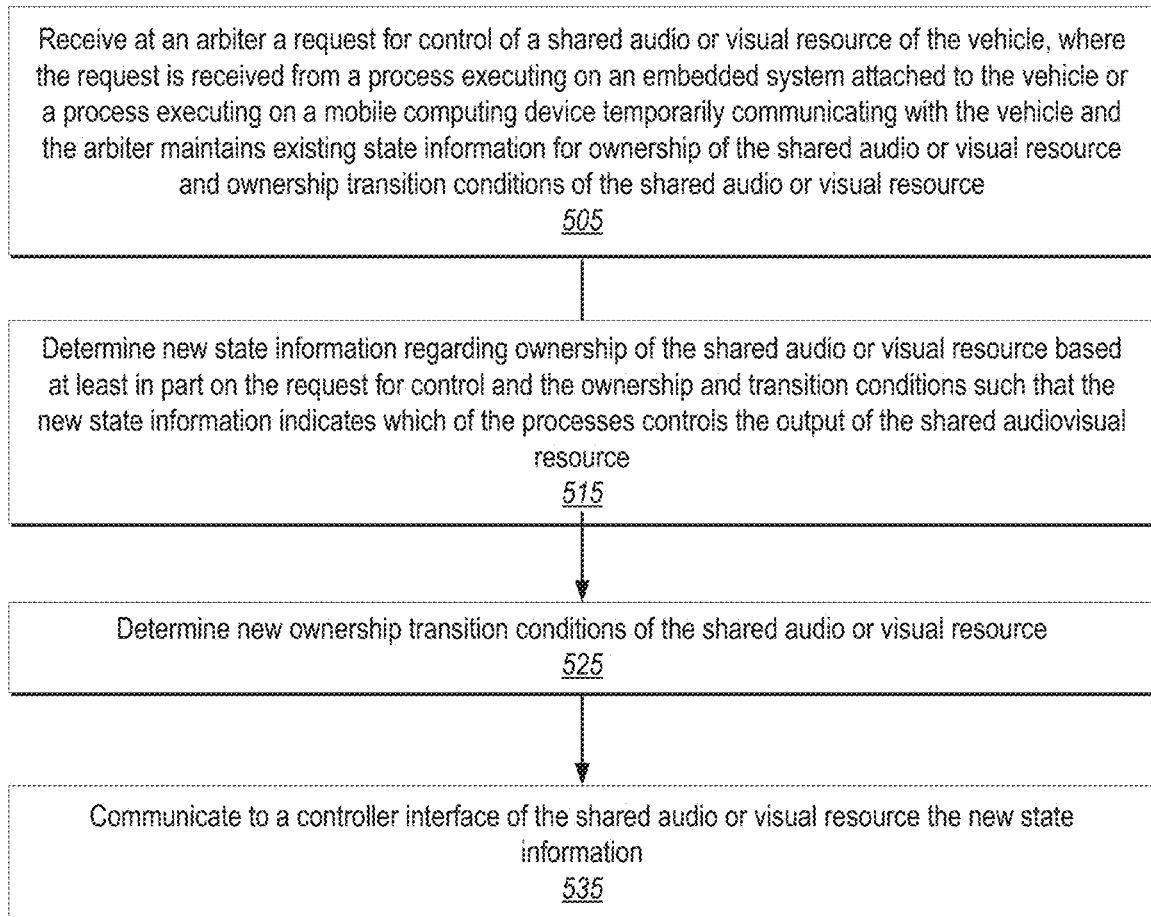 Receive at an arbiter a request for control of a shared audio or visual resource of the vehicle, where
the request is received from a process executing on an embedded system attached to the vehicle or
a process executing on a mobile computing device temporarily communicating with the vehicle and
the arbiter maintains existing state information for ownership of the shared audio or visual resource
and ownership transition conditions of the shared audio or visual resource
505
Determine new state information regarding ownership of the shared audio or visual resource based
at least in part on the request for control and the ownership and transition conditions such that the
new state information indicates which of the processes controls the output of the shared audiovisual
resource
515
Determine new ownership transition conditions of the shared audio or visual resource
525
Communicate to a controller interface of the shared audio or visual resource the new state
information
535